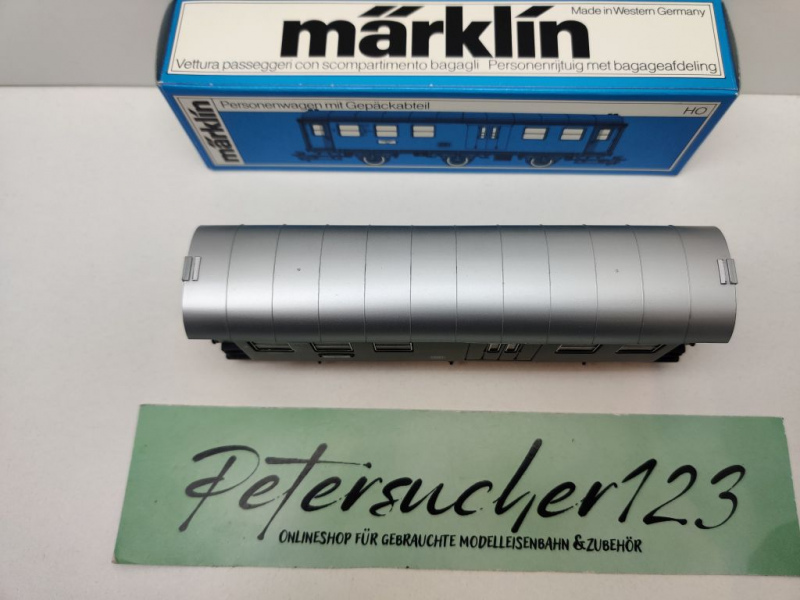 Made in Western Germany
märklin
Vettura passeggeri con scompartimento bagagli Personenrijtuig met bagageafdeling
märklin
Personenwagen mit Gepäckabteil
HO
Petersucher123
ONLINESHOP FÜR GEBRAUCHTE MODELLEISENBAHN & ZUBEHÖR